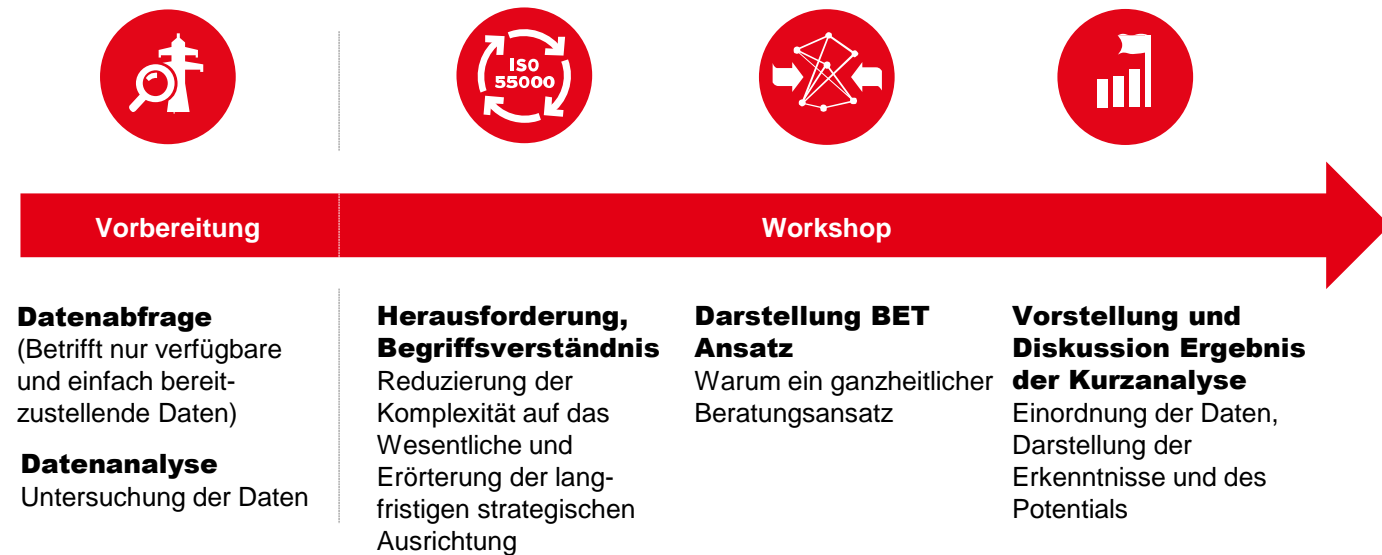 ISO
55000
Vorbereitung
Workshop
Datenabfrage
(Betrifft nur verfügbare
und einfach bereit-
zustellende Daten)
Datenanalyse
Untersuchung der Daten
Herausforderung,
Begriffsverständnis
Reduzierung der
Komplexität auf das
Wesentliche und
Erörterung der lang-
fristigen strategischen
Ausrichtung
Darstellung BET
Ansatz
Warum ein ganzheitlicher
Beratungsansatz
Vorstellung und
Diskussion Ergebnis
der Kurzanalyse
Einordnung der Daten,
Darstellung der
Erkenntnisse und des
Potentials